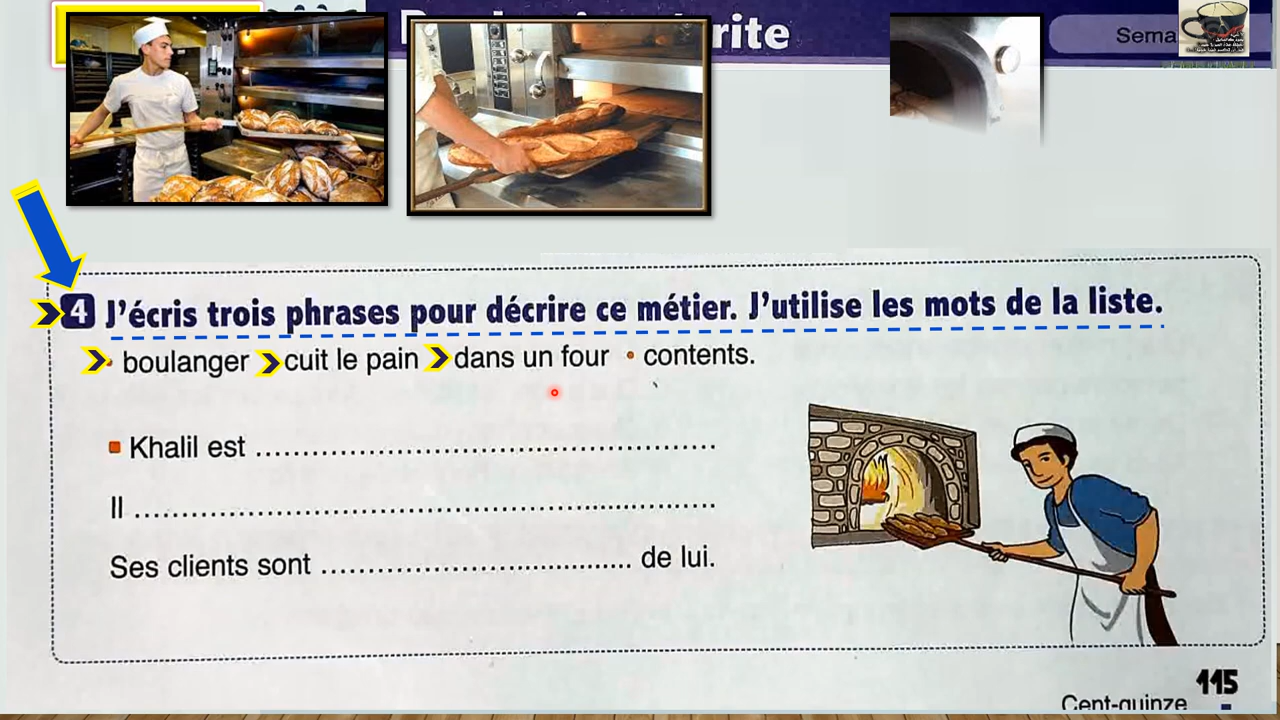 rite
Sema
4 J'écris trois phrases pour décrire ce métier. J'utilise les mots de la liste.
boulanger cuit le pain dans un four • contents.
Khalil est ................................................
Il ................................................
Ses clients sont ................................ de lui.
115
Cent-quinze